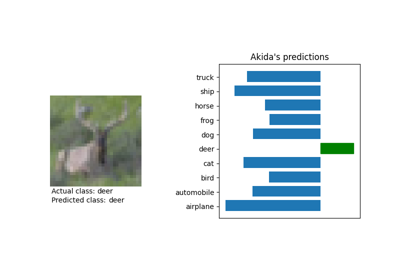 Akida's predictions
truck
ship
horse
frog
dog
deer
cat
bird
automobile
airplane
Actual class: deer
Predicted class: deer